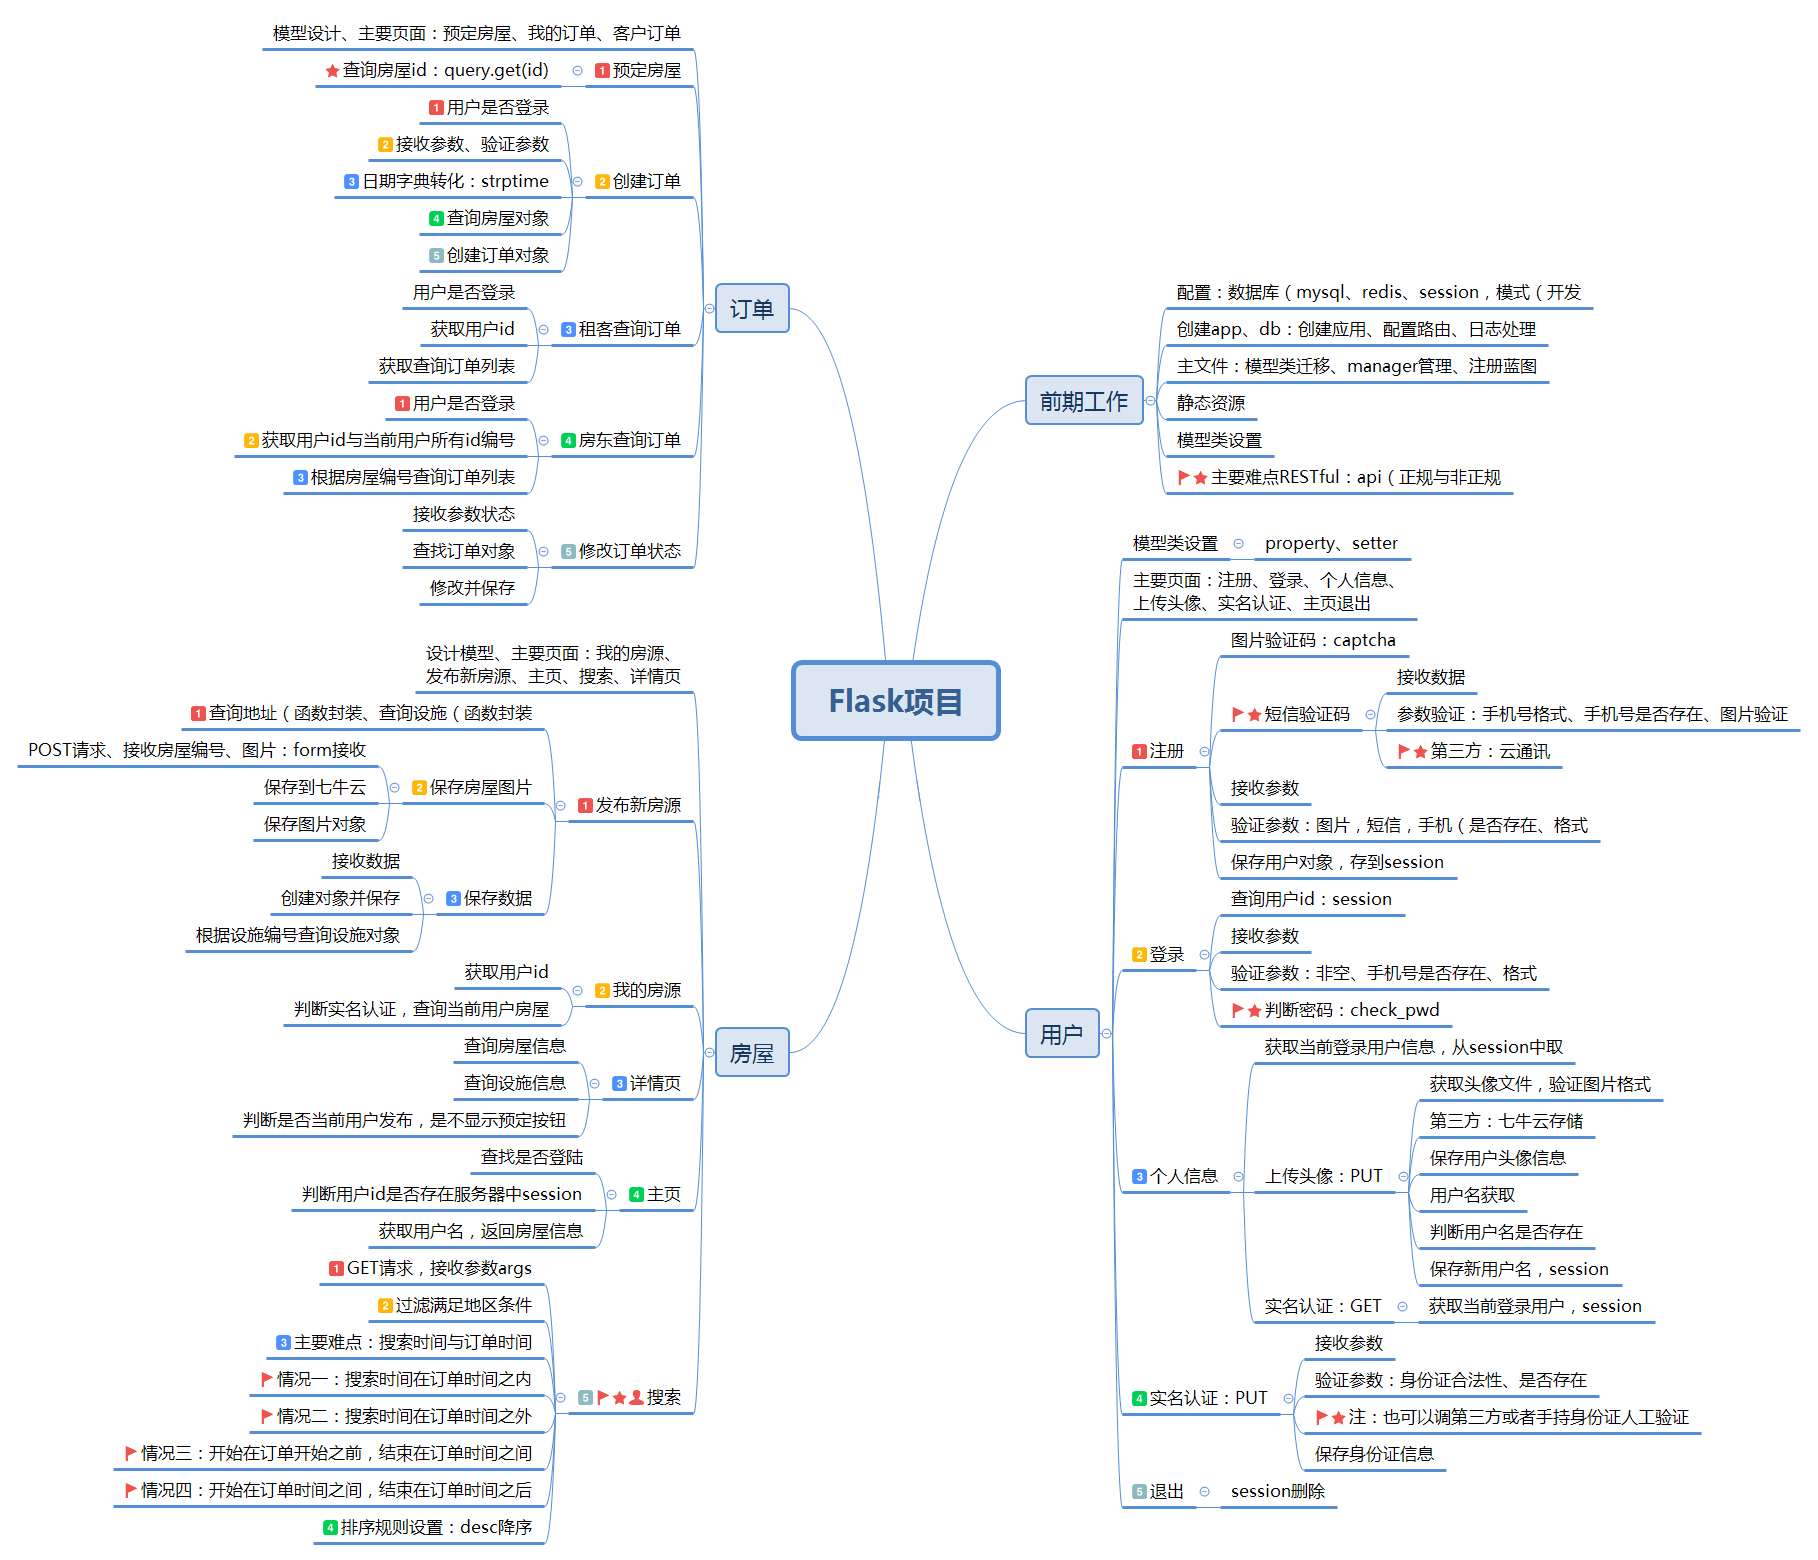 Flask项目
前期工作
配置：数据库（mysql、redis、session，模式（开发
创建app、db：创建应用、配置路由、日志处理
主文件：模型类迁移、manager管理、注册蓝图
静态资源
模型类设置
主要难点RESTful：api（正规与非正规
用户
模型类设置
property、setter
主要页面：注册、登录、个人信息、
上传头像、实名认证、主页退出
1 注册
图片验证码：captcha
短信验证码
接收数据
参数验证：手机号格式、手机号是否存在、图片验证
第三方：云通讯
接收参数
验证参数：图片，短信，手机（是否存在、格式
保存用户对象，存到session
2 登录
查询用户id：session
接收参数
验证参数：非空、手机号是否存在、格式
判断密码：check_pwd
3 个人信息
获取当前登录用户信息，从session中取
上传头像：PUT
获取头像文件，验证图片格式
第三方：七牛云存储
保存用户头像信息
用户名获取
判断用户名是否存在
保存新用户名，session
实名认证：GET
获取当前登录用户，session
4 实名认证：PUT
接收参数
验证参数：身份证合法性、是否存在
注：也可以调第三方或者手持身份证人工验证
保存身份证信息
5 退出
session删除
订单
模型设计、主要页面：预定房屋、我的订单、客户订单
1 预定房屋
查询房屋id：query.get(id)
2 创建订单
1 用户是否登录
2 接收参数、验证参数
3 日期字典转化：strptime
4 查询房屋对象
5 创建订单对象
3 租客查询订单
用户是否登录
获取用户id
获取查询订单列表
4 房东查询订单
1 用户是否登录
2 获取用户id与当前用户所有id编号
3 根据房屋编号查询订单列表
5 修改订单状态
接收参数状态
查找订单对象
修改并保存
房屋
设计模型、主要页面：我的房源、
发布新房源、主页、搜索、详情页
1 发布新房源
1 查询地址（函数封装、查询设施（函数封装
2 保存房屋图片
POST请求、接收房屋编号、图片：form接收
保存到七牛云
保存图片对象
3 保存数据
接收数据
创建对象并保存
根据设施编号查询设施对象
2 我的房源
获取用户id
判断实名认证，查询当前用户房屋
3 详情页
查询房屋信息
查询设施信息
判断是否当前用户发布，是不显示预定按钮
4 主页
查找是否登陆
判断用户id是否存在服务器中session
获取用户名，返回房屋信息
5 搜索
1 GET请求，接收参数args
2 过滤满足地区条件
3 主要难点：搜索时间与订单时间
情况一：搜索时间在订单时间之内
情况二：搜索时间在订单时间之外
情况三：开始在订单开始之前，结束在订单时间之间
情况四：开始在订单时间之间，结束在订单时间之后
4 排序规则设置：desc降序